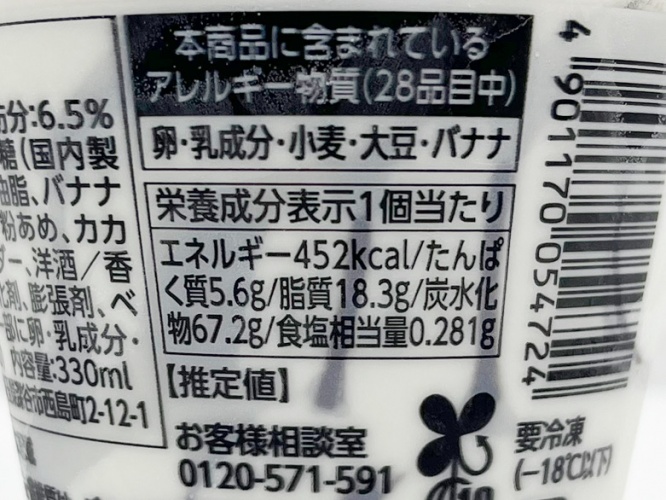 本商品に含まれている
アレルギー物質(28品目中)
卵・乳成分・小麦・大豆・バナナ
栄養成分表示1個当たり
エネルギー452kcal/たんぱ
く質5.6g/脂質18.3g/炭水化
物67.2g/食塩相当量0.281g
【推定値】
お客様相談室
0120-571-591
肪分:6.5%
糖(国内製
油脂、バナナ
粉あめ、カカ
ダー、洋酒/香
化剤、膨張剤、ベ
部に卵・乳成分・
内容量:330ml
谷市西島町2-12-1
4 901170 054724
要冷凍
(-18℃以下)